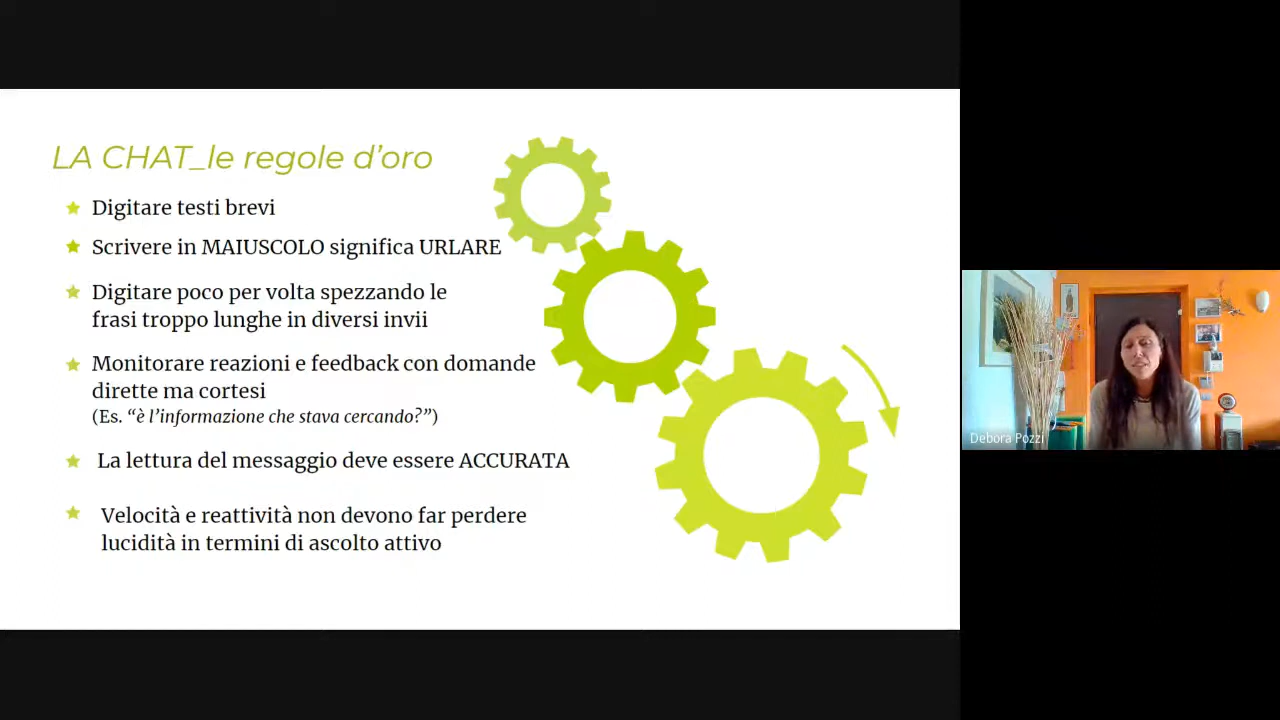 LA CHAT_le regole d’oro
Digitare testi brevi
Scrivere in MAIUSCOLO significa URLARE
Digitare poco per volta spezzando le
frasi troppo lunghe in diversi invii
Monitorare reazioni e feedback con domande
dirette ma cortesi
(Es. “è l’informazione che stava cercando?”)
La lettura del messaggio deve essere ACCURATA
Velocità e reattività non devono far perdere
lucidità in termini di ascolto attivo
Debora Pozzi